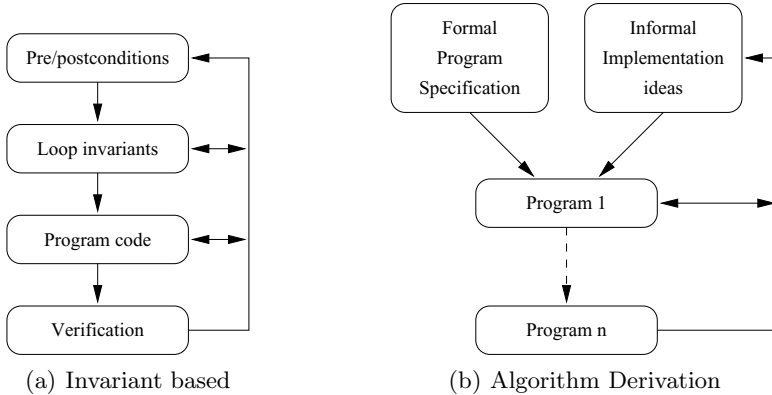 Pre/postconditions
Loop invariants
Program code
Verification
(a) Invariant based
Formal
Program
Specification
Informal
Implementation
ideas
Program 1
Program n
(b) Algorithm Derivation